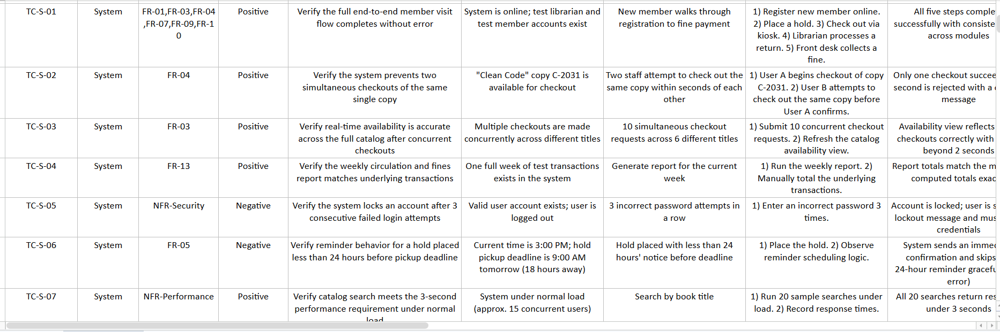 TC-S-01
System
FR-01,FR-03,FR-04
,FR-07,FR-09,FR-1
0
Positive
Verify the full end-to-end member visit
flow completes without error
System is online; test librarian and
test member accounts exist
New member walks through
registration to fine payment
1) Register new member online.
2) Place a hold. 3) Check out via
kiosk. 4) Librarian processes a
return. 5) Front desk collects a
fine.
All five steps comple
successfully with consiste
across modules
TC-S-02
System
FR-04
Positive
Verify the system prevents two
simultaneous checkouts of the same
single copy
"Clean Code" copy C-2031 is
available for checkout
Two staff attempt to check out the
same copy within seconds of each
other
1) User A begins checkout of copy
C-2031. 2) User B attempts to
check out the same copy before
User A confirms.
Only one checkout succee
second is rejected with a
message
TC-S-03
System
FR-03
Positive
Verify real-time availability is accurate
across the full catalog after concurrent
checkouts
Multiple checkouts are made
concurrently across different titles
10 simultaneous checkout
requests across 6 different titles
1) Submit 10 concurrent checkout
requests. 2) Refresh the catalog
availability view.
Availability view reflects
checkouts correctly with
beyond 2 seconds
TC-S-04
System
FR-13
Positive
Verify the weekly circulation and fines
report matches underlying transactions
One full week of test transactions
exists in the system
Generate report for the current
week
1) Run the weekly report. 2)
Manually total the underlying
transactions.
Report totals match the m
computed totals exac
TC-S-05
System
NFR-Security
Negative
Verify the system locks an account after 3
consecutive failed login attempts
Valid user account exists; user is
logged out
3 incorrect password attempts in
a row
1) Enter an incorrect password 3
times.
Account is locked; user is s
lockout message and mus
credentials
TC-S-06
System
FR-05
Negative
Verify reminder behavior for a hold placed
less than 24 hours before pickup deadline
Current time is 3:00 PM; hold
pickup deadline is 9:00 AM
tomorrow (18 hours away)
Hold placed with less than 24
hours' notice before deadline
1) Place the hold. 2) Observe
reminder scheduling logic.
System sends an immed
confirmation and skips
24-hour reminder gracefu
error)
TC-S-07
System
NFR-Performance
Positive
Verify catalog search meets the 3-second
performance requirement under normal
load
System under normal load
(approx. 15 concurrent users)
Search by book title
1) Run 20 sample searches under
load. 2) Record response times.
All 20 searches return res
under 3 seconds